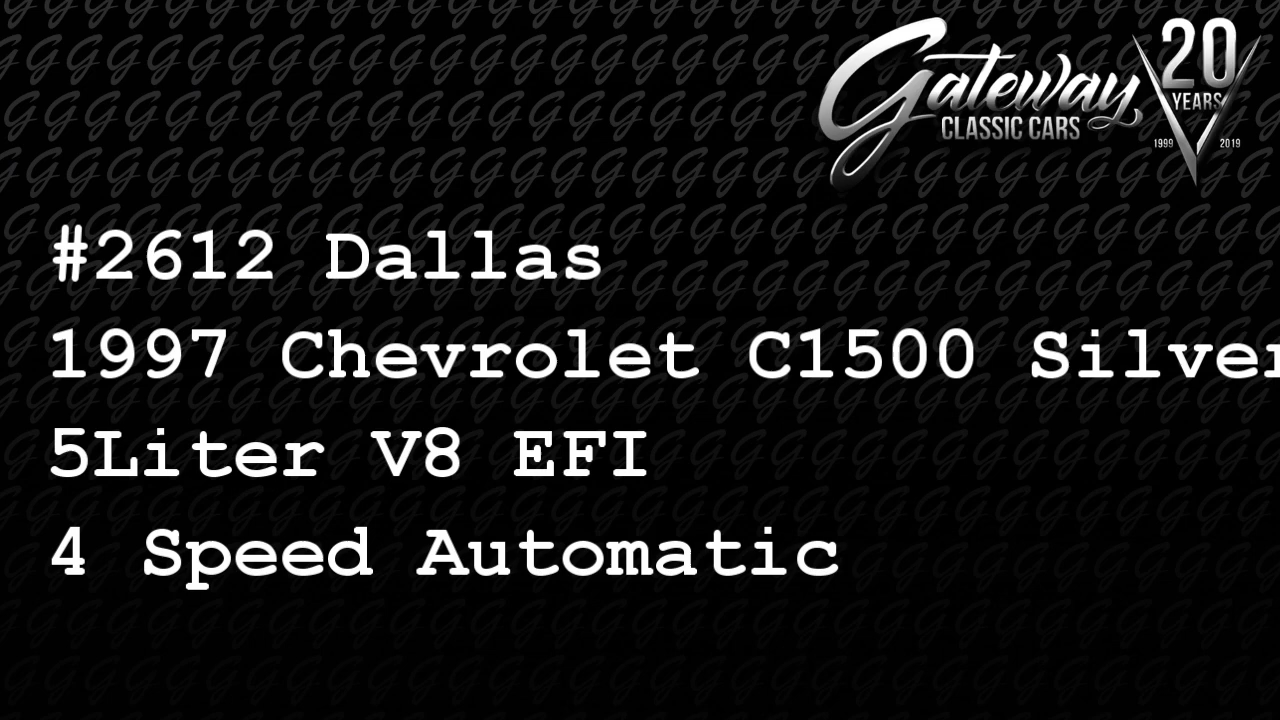 Gateway
CLASSIC CARS
20
YEARS
1999 2019
#2612 Dallas
1997 Chevrolet C1500 Silver
5Liter V8 EFI
4 Speed Automatic